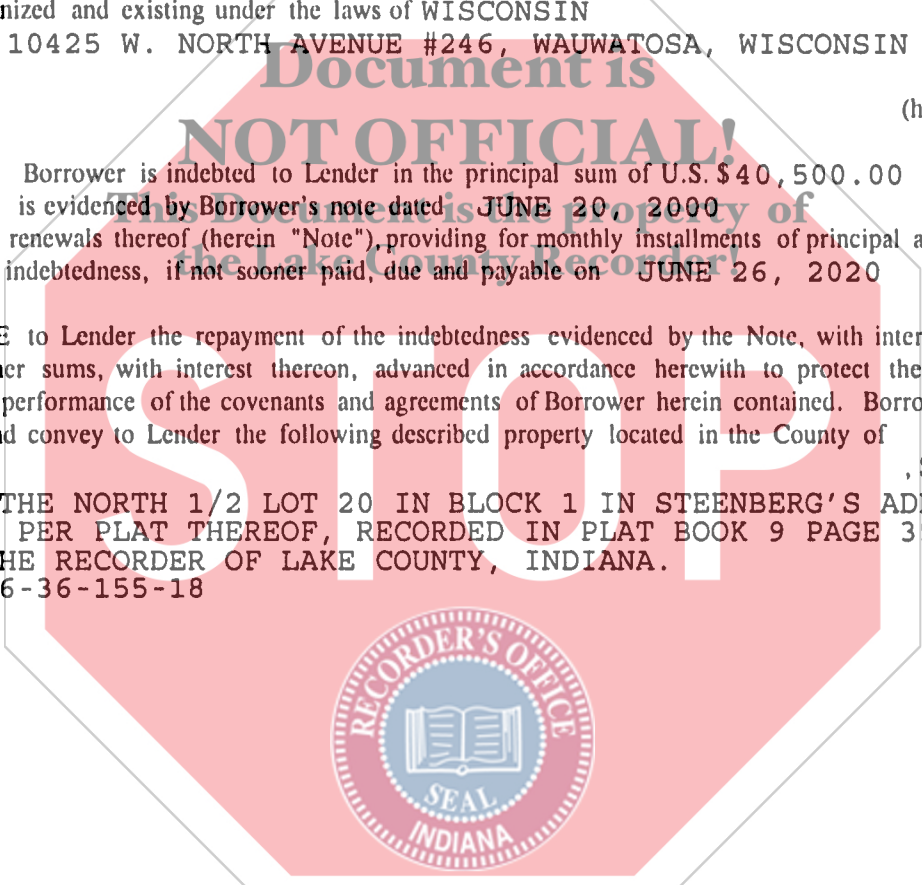 nized and existing under the laws of WISCONSIN
10425 W. NORTH AVENUE #246, WAUWATOSA, WISCONSIN
Document is
(h
NOT OFFICIAL!
Borrower is indebted to Lender in the principal sum of U.S. $40,500.00
is evidenced by Borrower's note dated JUNE 20, 2000
This Document is the property of
renewals thereof (herein "Note"), providing for monthly installments of principal a
the Lake County Recorder!
indebtedness, if not sooner paid, due and payable on JUNE 26, 2020
E to Lender the repayment of the indebtedness evidenced by the Note, with inter
er sums, with interest thereon, advanced in accordance herewith to protect the
performance of the covenants and agreements of Borrower herein contained. Borro
d convey to Lender the following described property located in the County of
STOP
THE NORTH 1/2 LOT 20 IN BLOCK 1 IN STEENBERG'S AD
PER PLAT THEREOF, RECORDED IN PLAT BOOK 9 PAGE 3
HE RECORDER OF LAKE COUNTY, INDIANA.
6-36-155-18
RECORDER'S OFFICE
SEAL
INDIANA